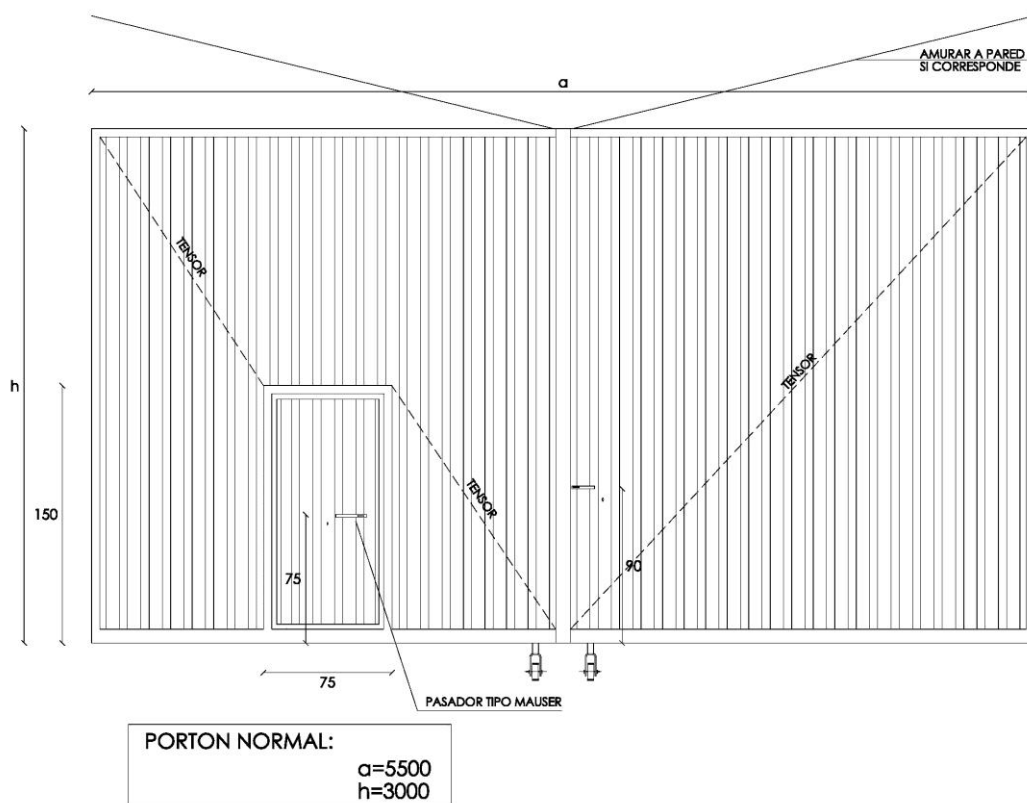 AMURAR A PARED
SI CORRESPONDE
a
TENSOR
TENSOR
h
TENSOR
150
75
90
75
PASADOR TIPO MAUSER
PORTON NORMAL:
a=5500
h=3000